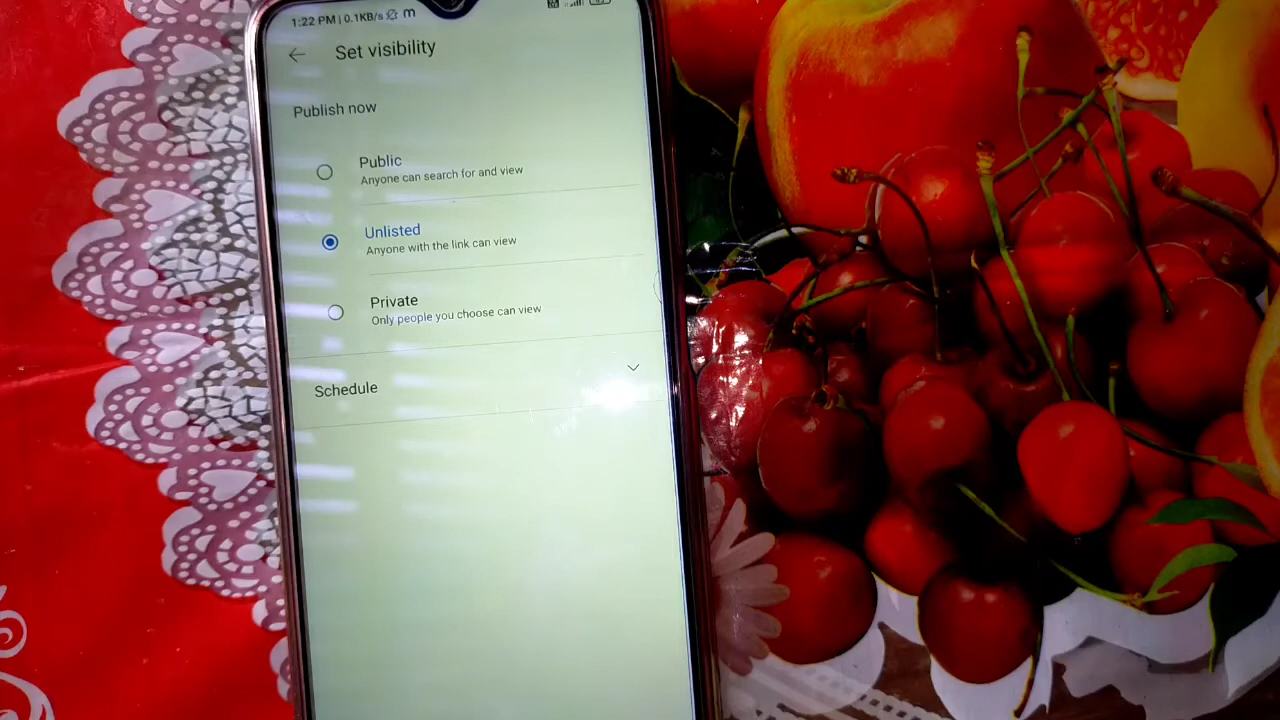 1:22 PM | 0.1KB/s
Set visibility
Publish now
Public
Anyone can search for and view
Unlisted
Anyone with the link can view
Private
Only people you choose can view
Schedule